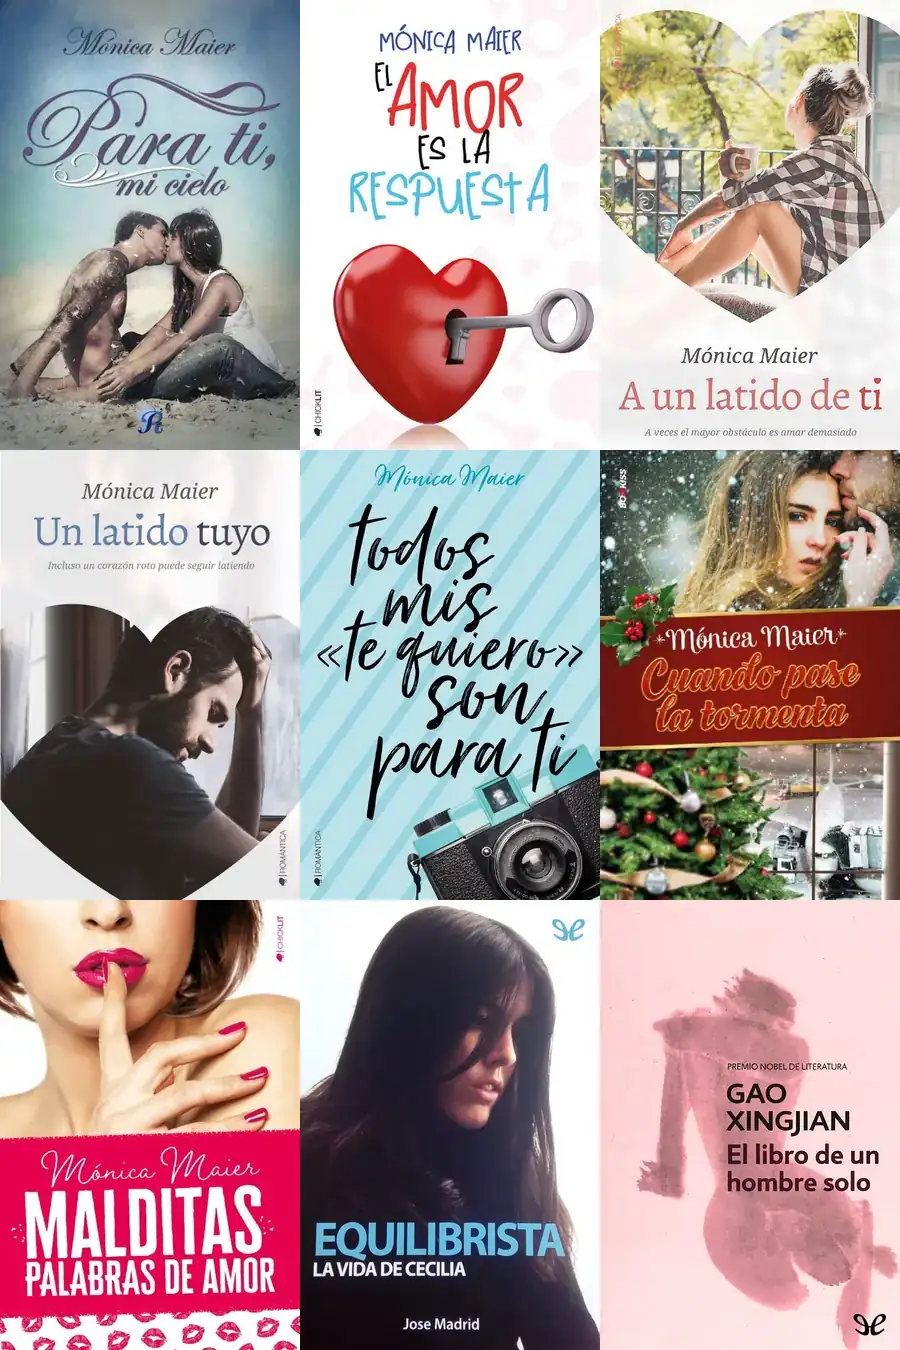 Mónica Maier
Para ti,
mi cielo
R
MÓNICA MAIER
EL
AMOR
ES LA
RESPUESTA
CHICKLIT
ROMÁNTICA
Mónica Maier
A un latido de ti
A veces el mayor obstáculo es amar demasiado
Mónica Maier
Un latido tuyo
Incluso un corazón roto puede seguir latiendo
ROMÁNTICA
Mónica Maier
todos
mis
«te quiero»
son
para ti
ROMÁNTICA
BOOKISS
Mónica Maier
Cuando pase
la tormenta
CHICKLIT
Mónica Maier
MALDITAS
PALABRAS DE AMOR
EQUILIBRISTA
LA VIDA DE CECILIA
Jose Madrid
PREMIO NOBEL DE LITERATURA
GAO
XINGJIAN
El libro de un
hombre solo